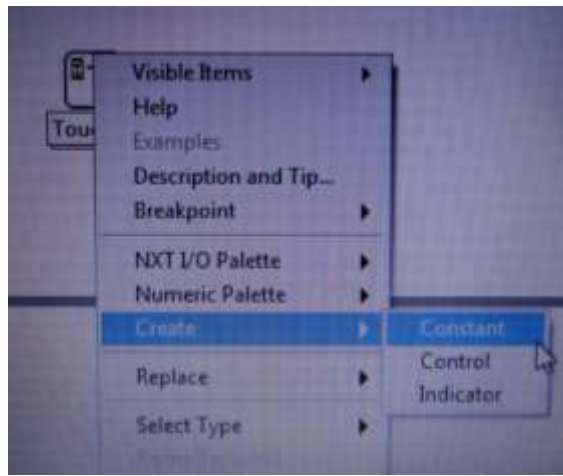 Tou
Visible Items
Help
Examples
Description and Tip...
Breakpoint
NXT I/O Palette
Numeric Palette
Create
Constant
Control
Indicator
Replace
Select Type